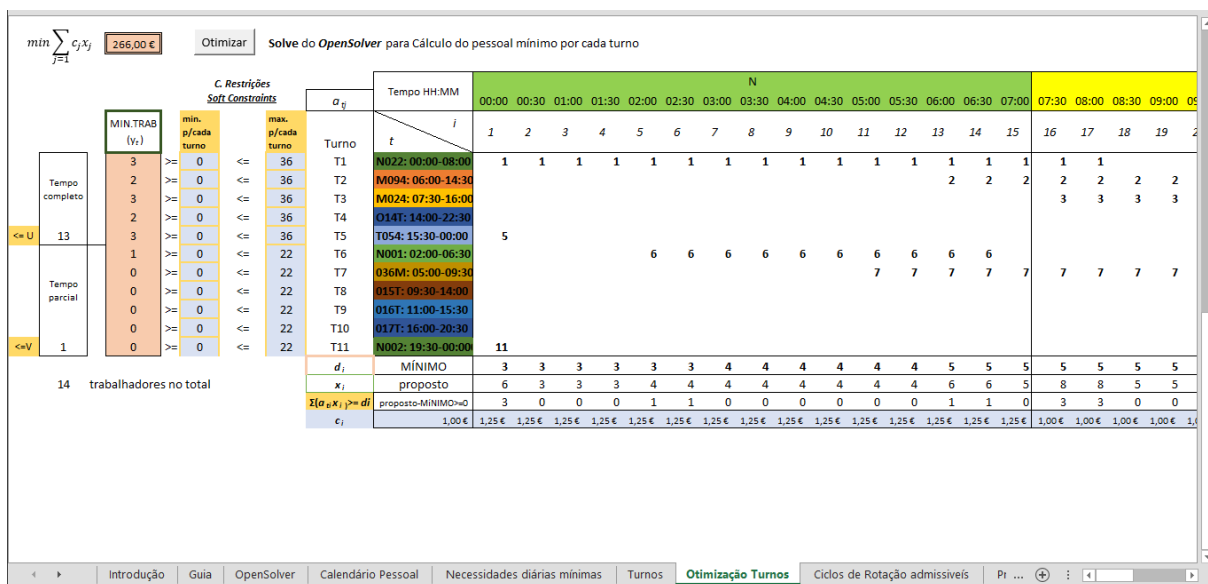 min ∑ c_j x_j 266,00 € Otimizar Solve do OpenSolver para Cálculo do pessoal mínimo por cada turno
j=1
C. Restrições
Soft Constraints
a tj Tempo HH:MM N
00:00 00:30 01:00 01:30 02:00 02:30 03:00 03:30 04:00 04:30 05:00 05:30 06:00 06:30 07:00 07:30 08:00 08:30 09:00 09
MIN.TRAB (y t ) min. p/cada turno max. p/cada turno Turno t i 1 2 3 4 5 6 7 8 9 10 11 12 13 14 15 16 17 18 19 2
3 >= 0 <= 36 T1 N022: 00:00-08:00 1 1 1 1 1 1 1 1 1 1 1 1 1 1 1 1 1
Tempo completo 2 >= 0 <= 36 T2 M094: 06:00-14:30 2 2 2 2 2 2 2
3 >= 0 <= 36 T3 M024: 07:30-16:00 3 3 3 3
2 >= 0 <= 36 T4 O14T: 14:00-22:30
<= U 13 3 >= 0 <= 36 T5 T054: 15:30-00:00 5
1 >= 0 <= 22 T6 N001: 02:00-06:30 6 6 6 6 6 6 6 6 6 6
Tempo parcial 0 >= 0 <= 22 T7 036M: 05:00-09:30 7 7 7 7 7 7 7 7 7
0 >= 0 <= 22 T8 015T: 09:30-14:00
0 >= 0 <= 22 T9 016T: 11:00-15:30
0 >= 0 <= 22 T10 017T: 16:00-20:30
<=V 1 0 >= 0 <= 22 T11 N002: 19:30-00:00 11
d i MÍNIMO 3 3 3 3 3 3 4 4 4 4 4 4 5 5 5 5 5 5 5
14 trabalhadores no total x i proposto 6 3 3 3 4 4 4 4 4 4 4 4 6 6 5 8 8 5 5
Σ(a tj x i )>= di proposto-MíNIMO>=0 3 0 0 0 1 1 0 0 0 0 0 0 1 1 0 3 3 0 0
c i 1,00 € 1,25 € 1,25 € 1,25 € 1,25 € 1,25 € 1,25 € 1,25 € 1,25 € 1,25 € 1,25 € 1,25 € 1,25 € 1,25 € 1,25 € 1,25 € 1,00 € 1,00 € 1,00 € 1,00 € 1,0
Introdução Guia OpenSolver Calendário Pessoal Necessidades diárias mínimas Turnos Otimização Turnos Ciclos de Rotação admissiveís Pr ...